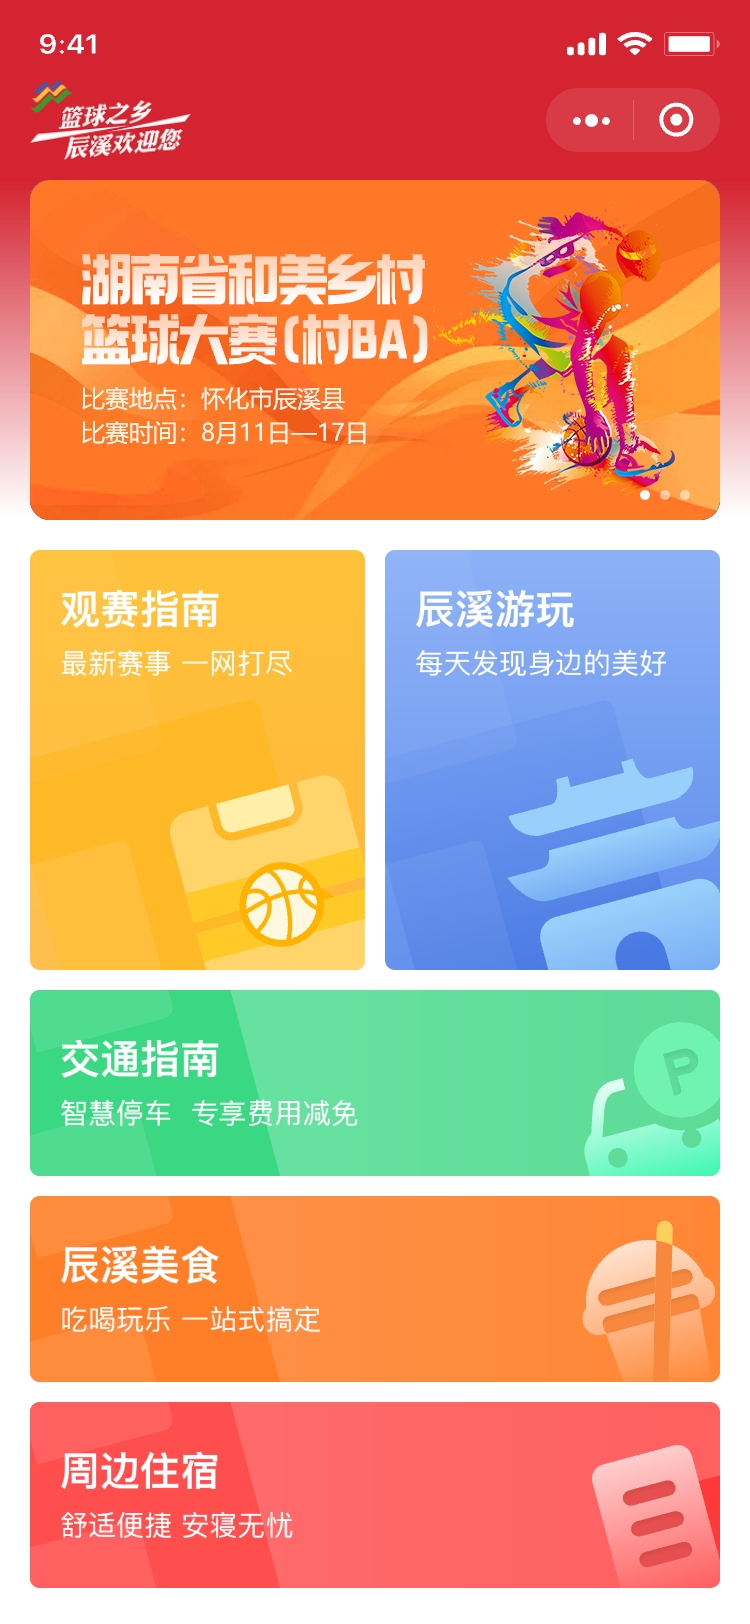 9:41
篮球之乡
辰溪欢迎您
湖南省和美乡村
篮球大赛(村BA)
比赛地点：怀化市辰溪县
比赛时间：8月11日—17日
观赛指南
最新赛事 一网打尽
辰溪游玩
每天发现身边的美好
交通指南
智慧停车 专享费用减免
P
辰溪美食
吃喝玩乐 一站式搞定
周边住宿
舒适便捷 安寝无忧